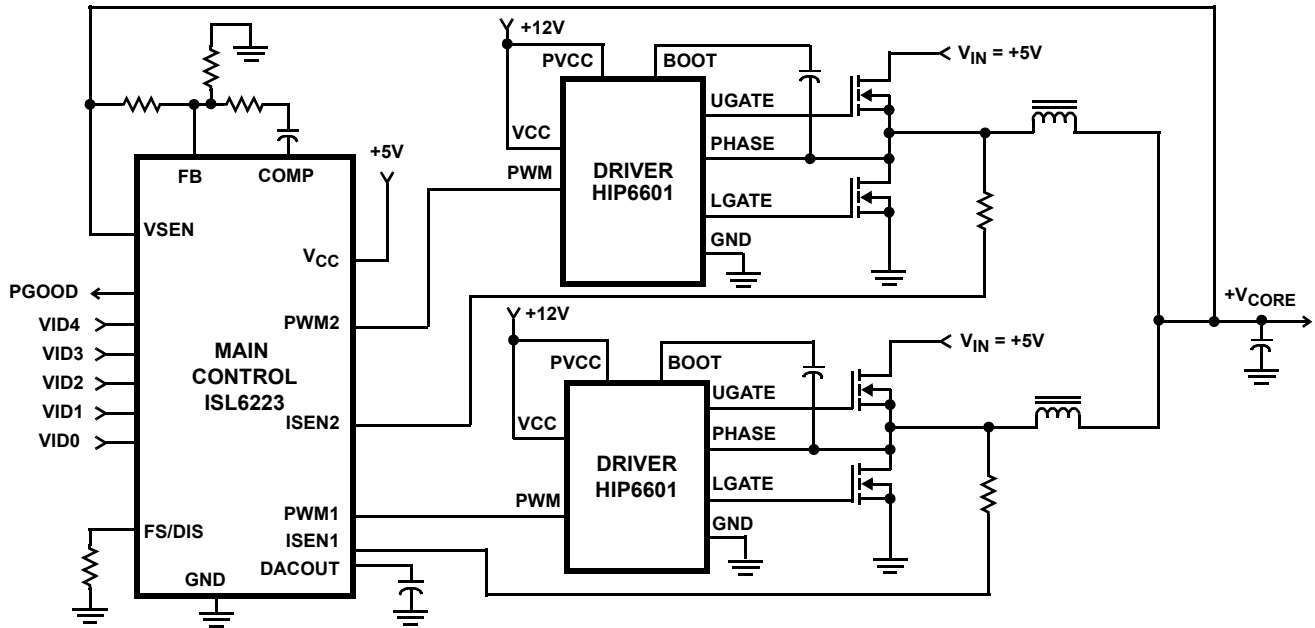 +12V
PVCC
BOOT
V_IN = +5V
UGATE
VCC
PHASE
DRIVER
HIP6601
PWM
LGATE
GND
+5V
FB
COMP
VSEN
V_CC
PGOOD
VID4
VID3
VID2
VID1
VID0
PWM2
MAIN
CONTROL
ISL6223
ISEN2
PWM1
ISEN1
FS/DIS
DACOUT
GND
+12V
PVCC
BOOT
V_IN = +5V
UGATE
VCC
PHASE
DRIVER
HIP6601
PWM
LGATE
GND
+V_CORE